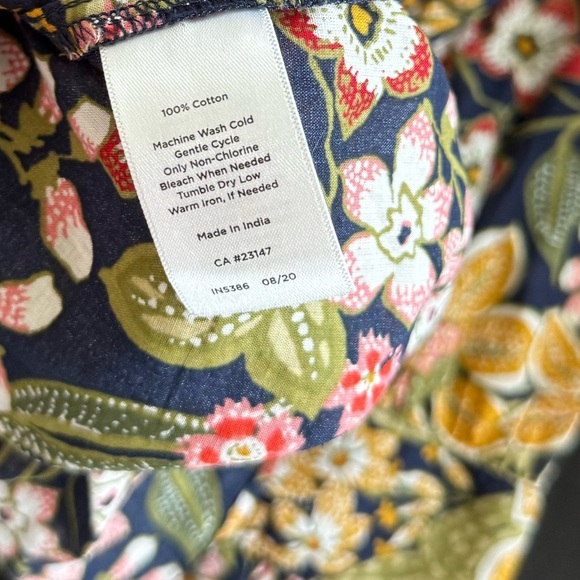 100% Cotton
Machine Wash Cold
Gentle Cycle
Only Non-Chlorine
Bleach When Needed
Tumble Dry Low
Warm Iron, If Needed
Made in India
CA #23147
IN5386 08/20